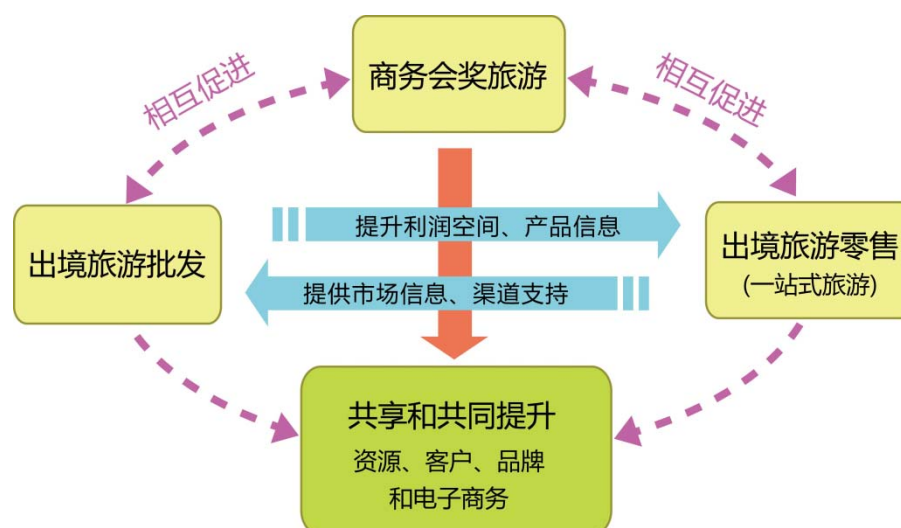 商务会奖旅游
相互促进
相互促进
提升利润空间、产品信息
出境旅游批发
出境旅游零售
(一站式旅游)
提供市场信息、渠道支持
共享和共同提升
资源、客户、品牌
和电子商务